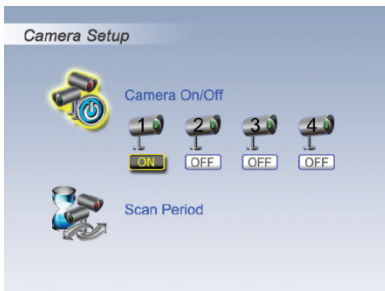 Camera Setup
Camera On/Off
1 2 3 4
ON OFF OFF OFF
Scan Period